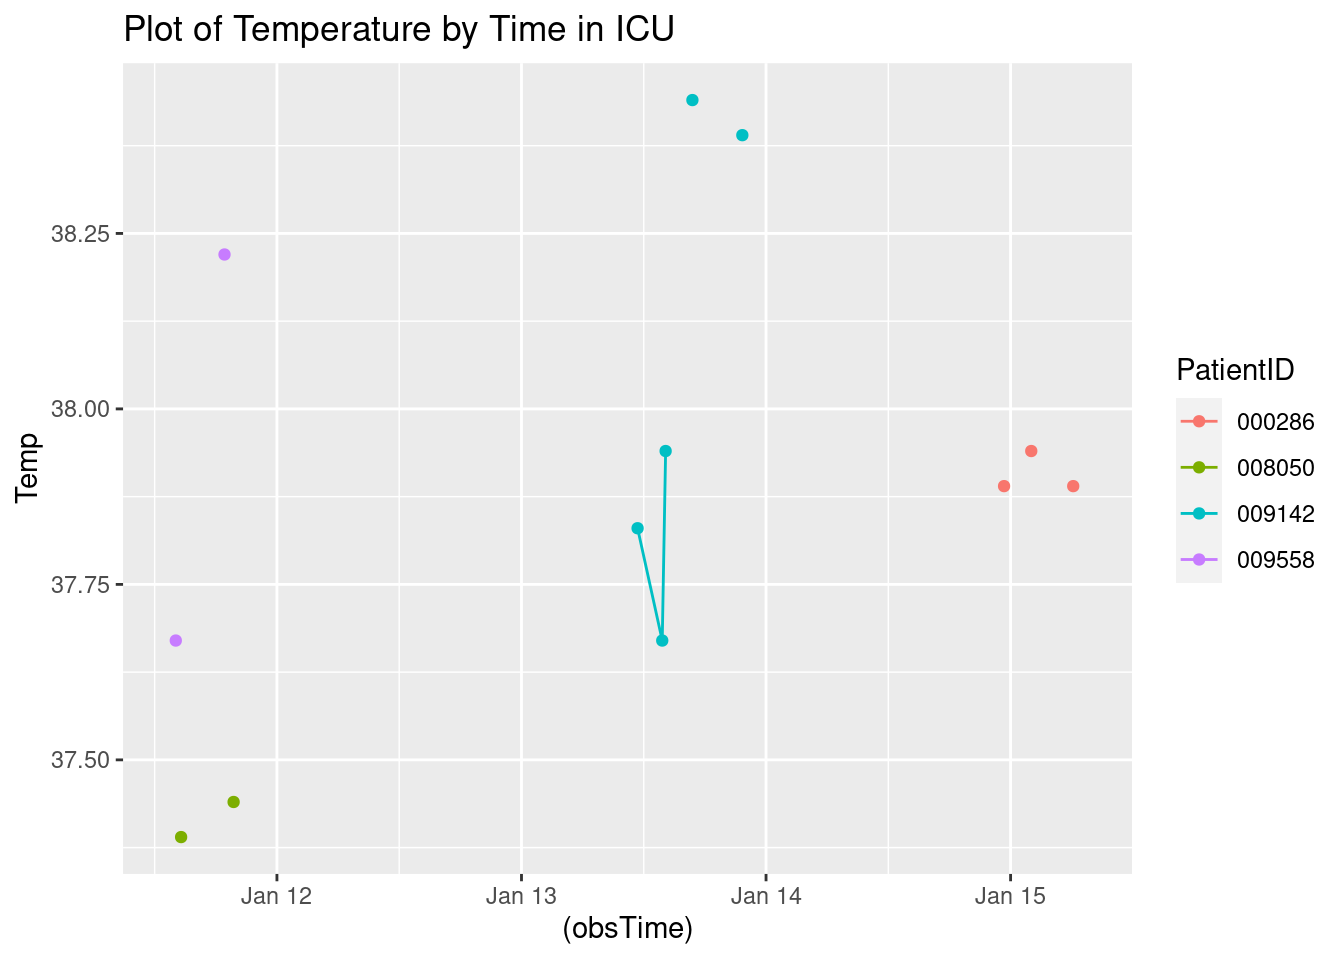 Plot of Temperature by Time in ICU
Temp
38.25
38.00
37.75
37.50
Jan 12
Jan 13
Jan 14
Jan 15
(obsTime)
PatientID
000286
008050
009142
009558